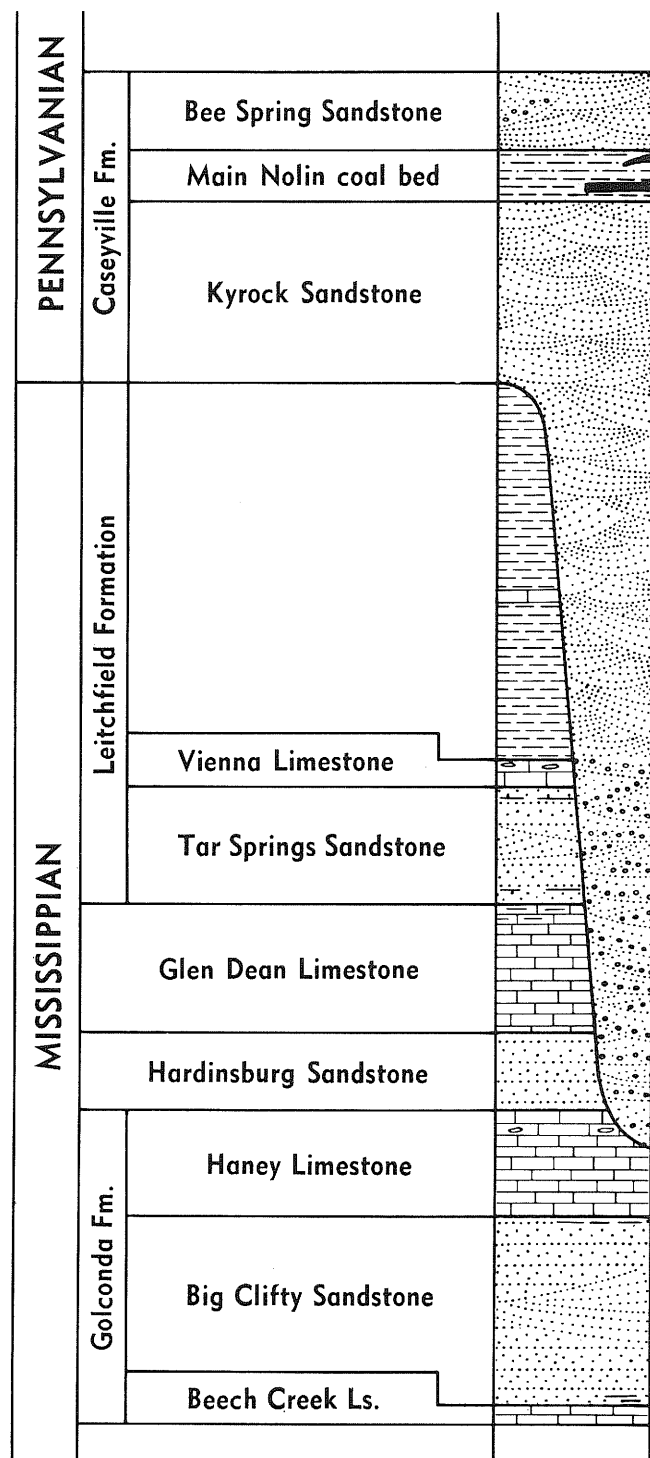 PENNSYLVANIAN
Caseyville Fm.
Bee Spring Sandstone
Main Nolin coal bed
Kyrock Sandstone
MISSISSIPPIAN
Leitchfield Formation
Vienna Limestone
Tar Springs Sandstone
Glen Dean Limestone
Hardinsburg Sandstone
Golconda Fm.
Haney Limestone
Big Clifty Sandstone
Beech Creek Ls.